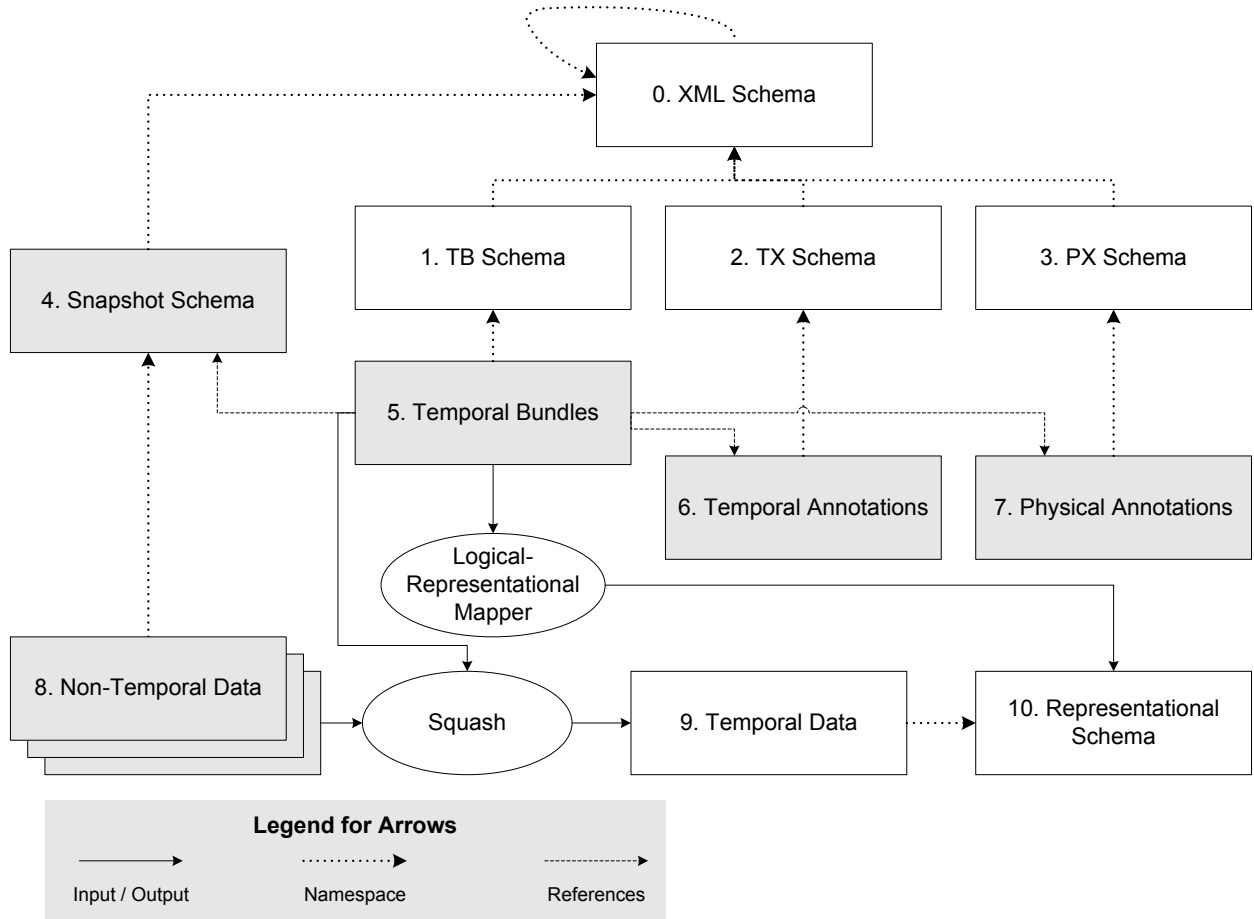 0. XML Schema
1. TB Schema
2. TX Schema
3. PX Schema
4. Snapshot Schema
5. Temporal Bundles
6. Temporal Annotations
7. Physical Annotations
Logical-
Representational
Mapper
8. Non-Temporal Data
Squash
9. Temporal Data
10. Representational
Schema
Legend for Arrows
Input / Output
Namespace
References